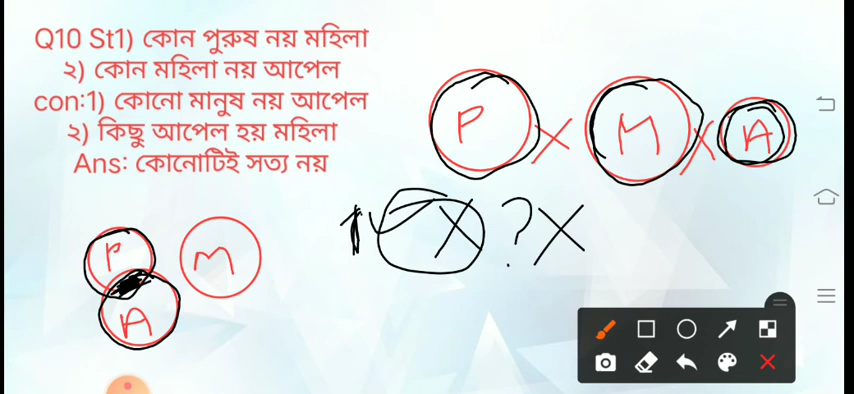 Q10 St1) কোন পুরুষ নয় মহিলা
২) কোন মহিলা নয় আপেল
con:1) কোনো মানুষ নয় আপেল
২) কিছু আপেল হয় মহিলা
Ans: কোনোটিই সত্য নয়
P X M X A
X ? X
P M
A